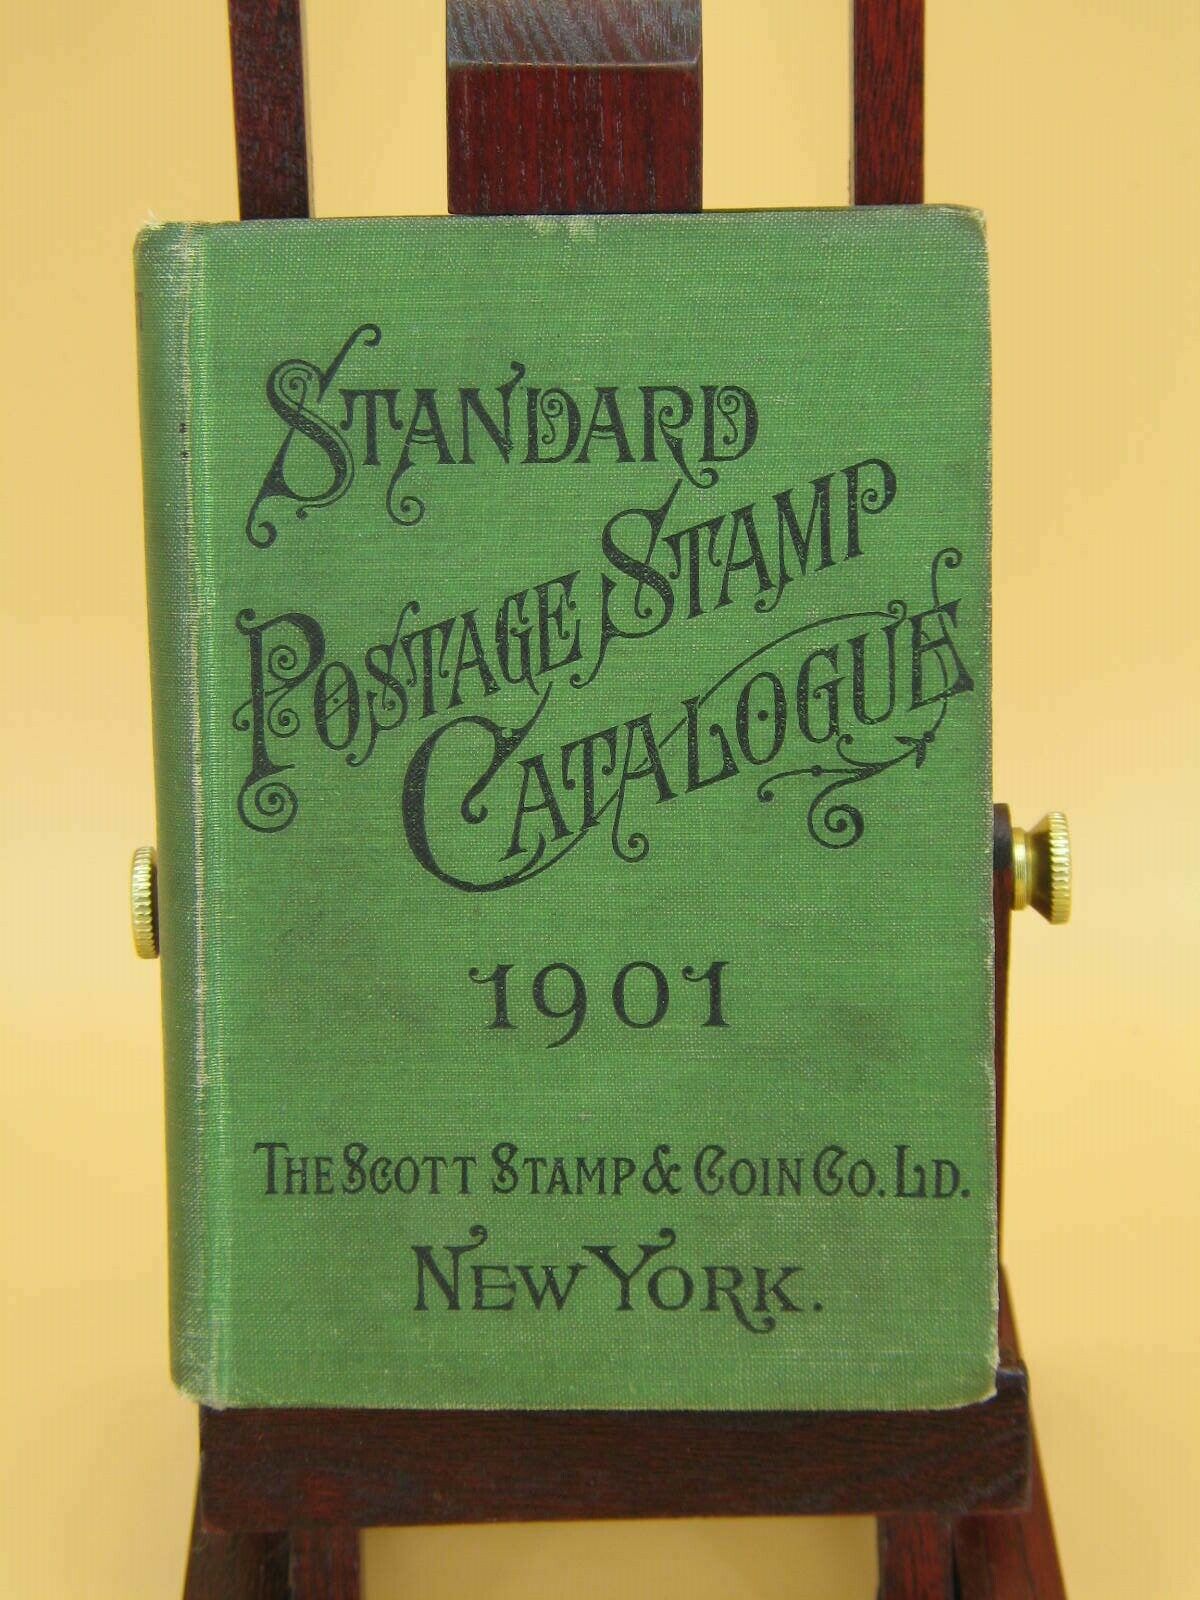 STANDARD
POSTAGE STAMP
CATALOGUE
1901
THE SCOTT STAMP & COIN CO. LD.
NEW YORK.